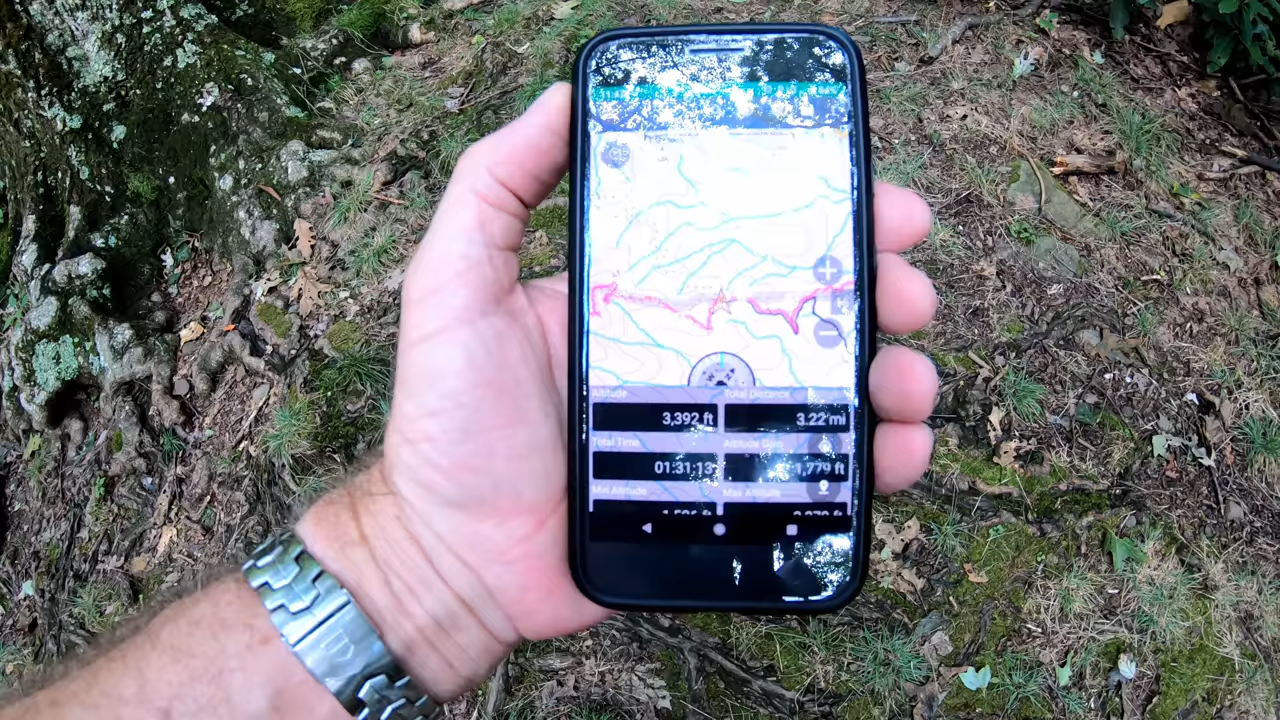 Altitude Total Distance
3,392 ft 3.22 mi
Total Time Altitude Gain
01:31:13 1,779 ft
Min Altitude Max Altitude